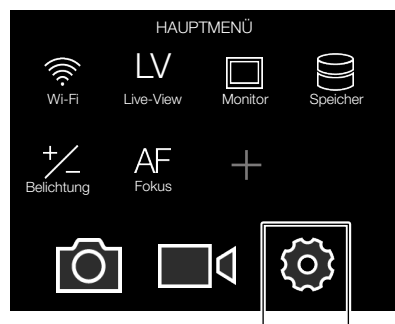 HAUPTMENÜ
LV
Wi-Fi Live-View Monitor Speicher
AF
Belichtung Fokus